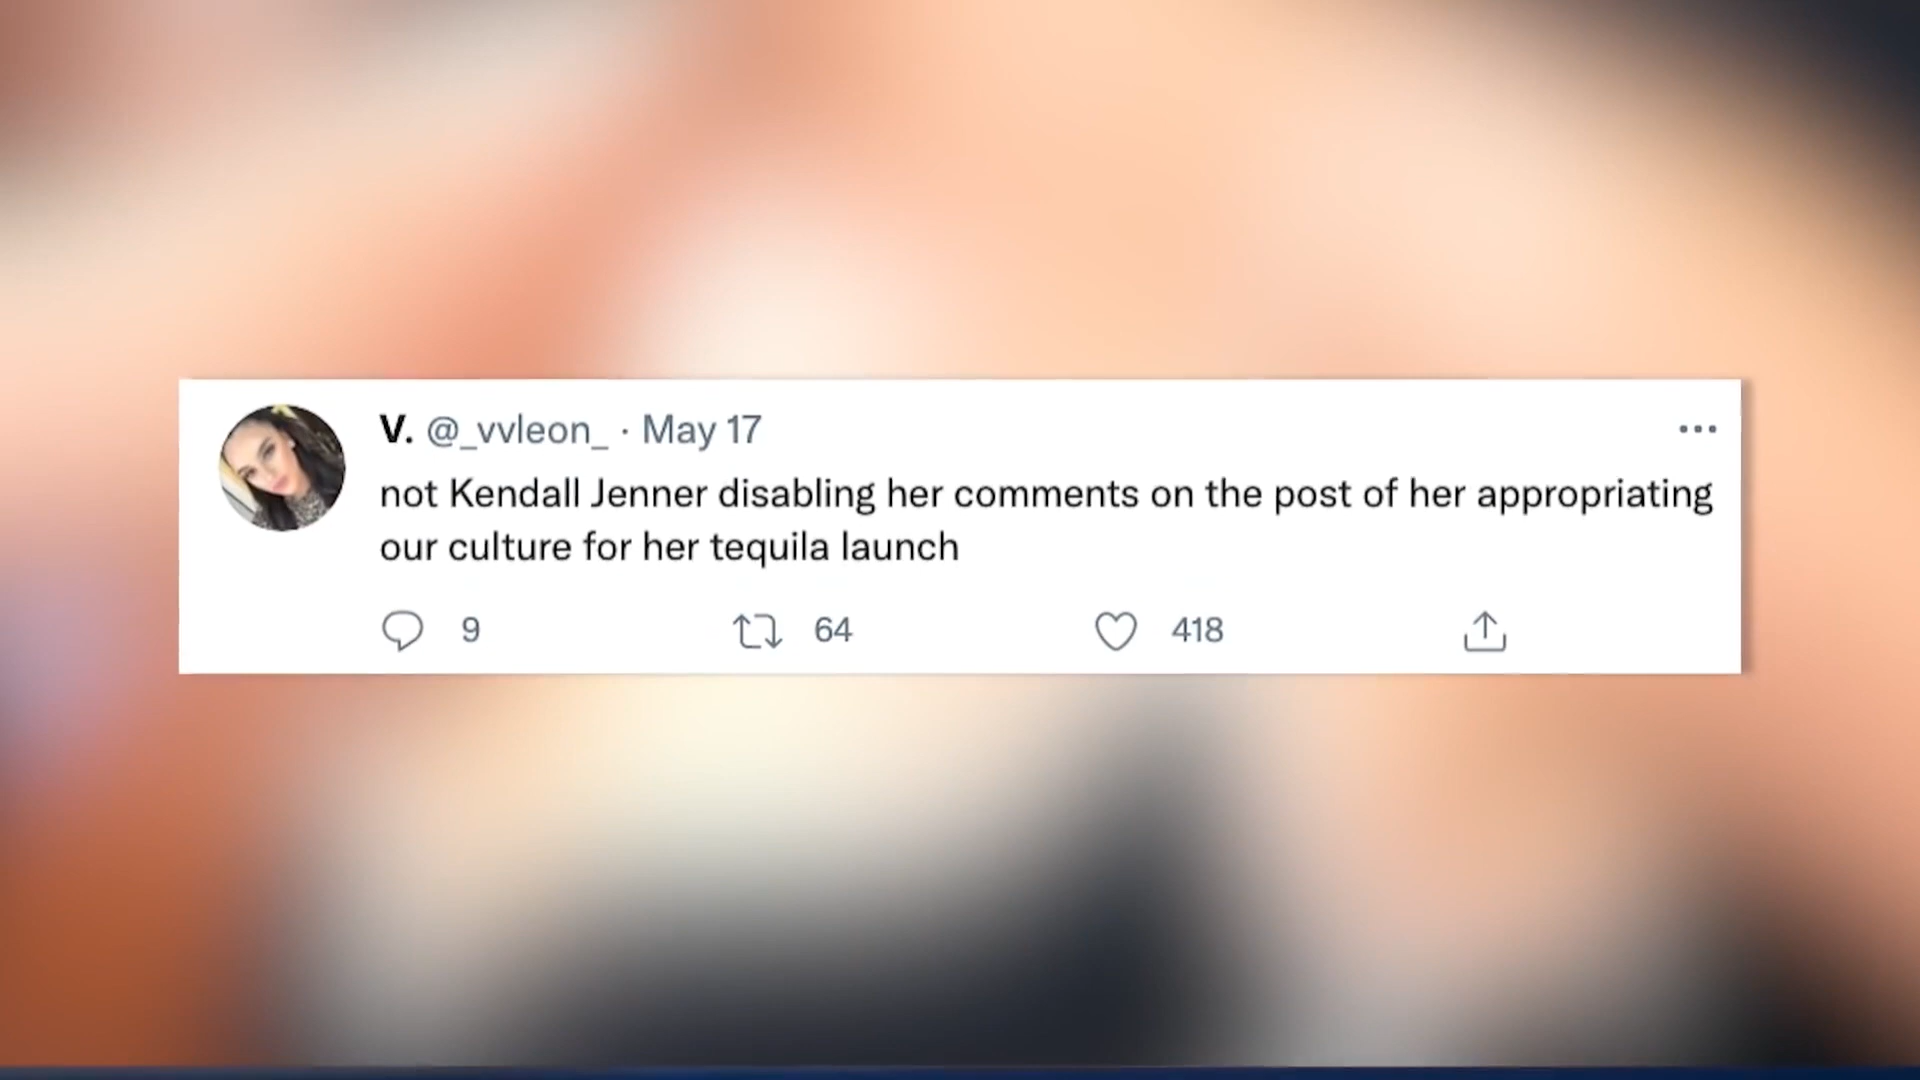 V. @_vvleon_ · May 17
not Kendall Jenner disabling her comments on the post of her appropriating
our culture for her tequila launch
9 64 418